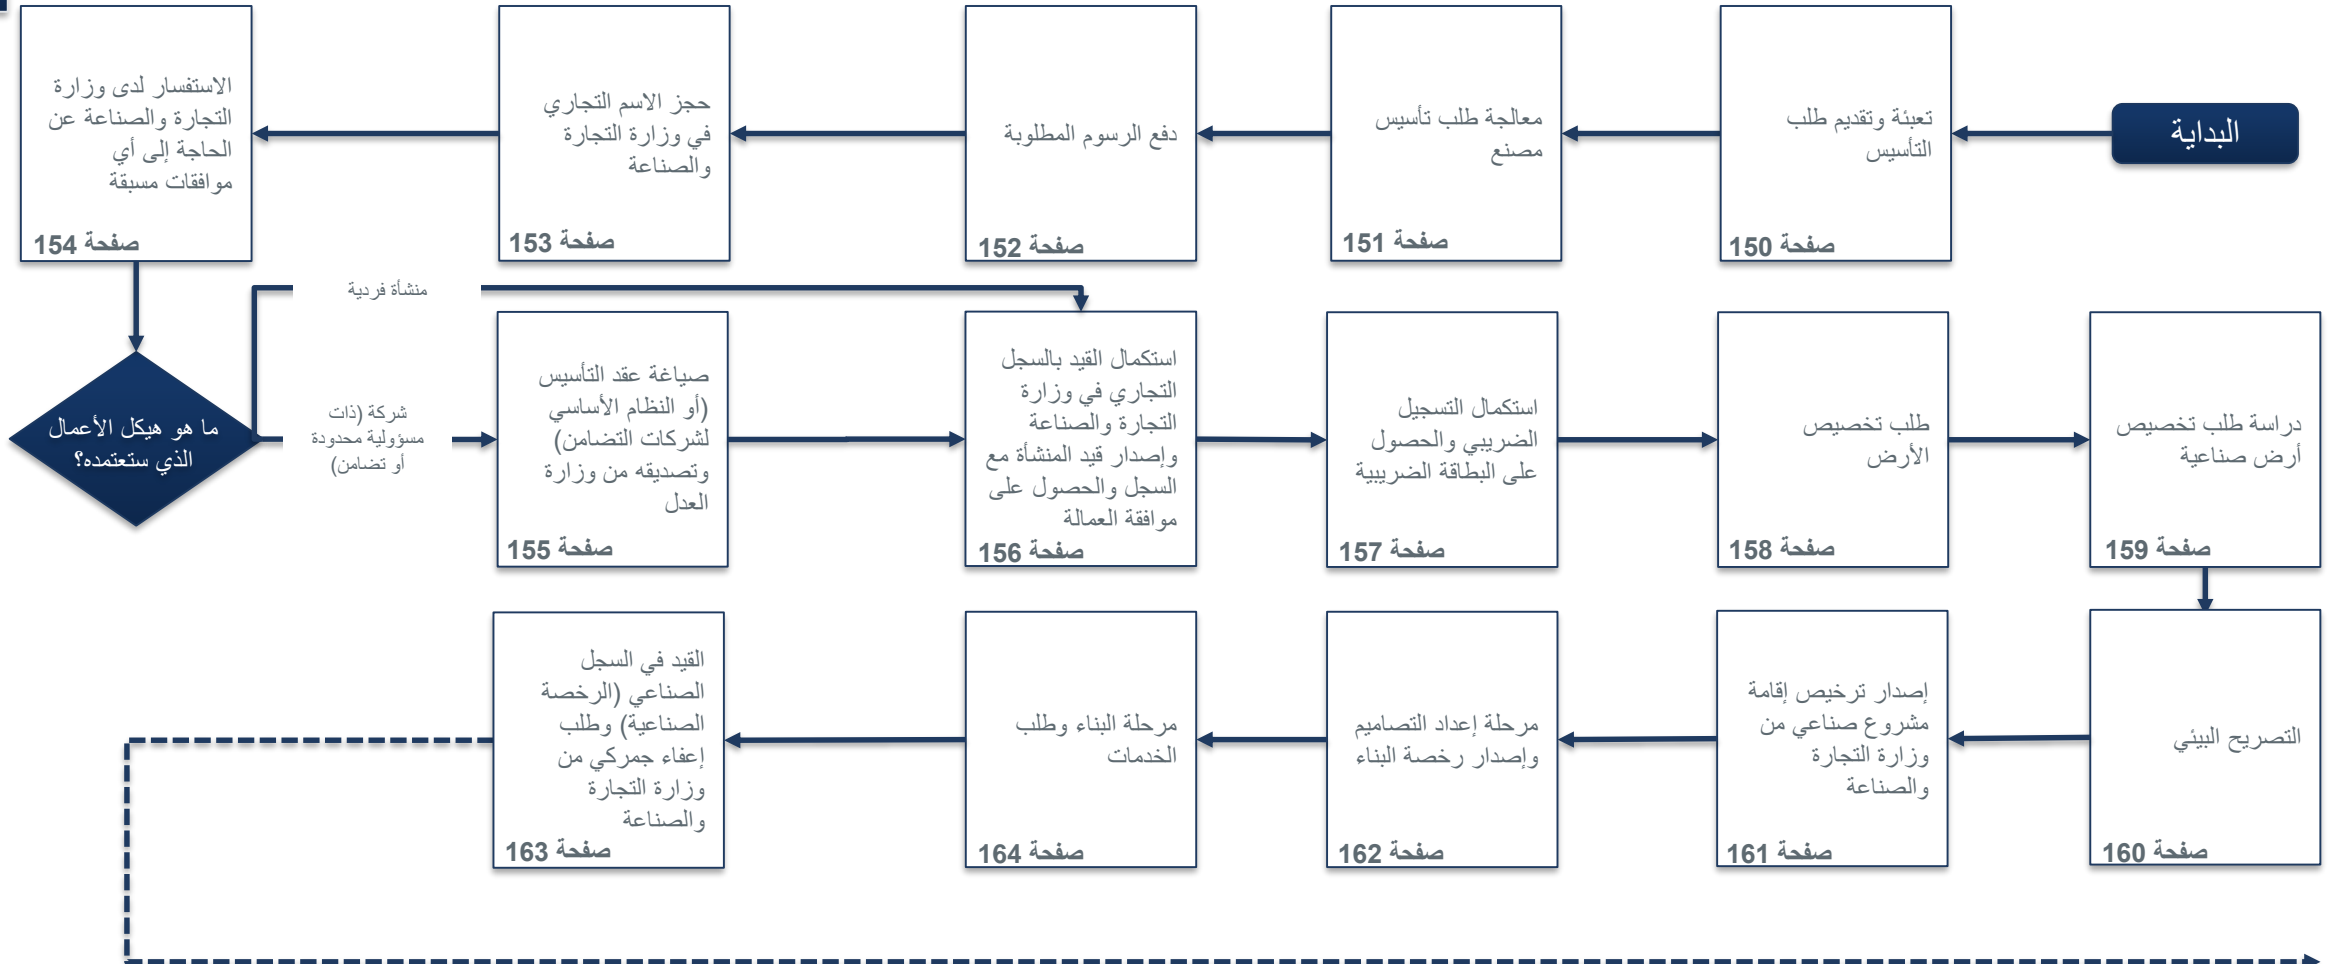 البداية
تعبئة وتقديم طلب
التأسيس
صفحة 150
معالجة طلب تأسيس
مصنع
صفحة 151
دفع الرسوم المطلوبة
صفحة 152
حجز الاسم التجاري
في وزارة التجارة
والصناعة
صفحة 153
الاستفسار لدى وزارة
التجارة والصناعة عن
الحاجة إلى أي
موافقات مسبقة
صفحة 154
ما هو هيكل الأعمال
الذي ستعتمده؟
منشأة فردية
شركة (ذات
مسؤولية محدودة
أو تضامن)
صياغة عقد التأسيس
(أو النظام الأساسي
لشركات التضامن)
وتصديقه من وزارة
العدل
صفحة 155
استكمال القيد بالسجل
التجاري في وزارة
التجارة والصناعة
وإصدار قيد المنشأة مع
السجل والحصول على
موافقة العمالة
صفحة 156
استكمال التسجيل
الضريبي والحصول
على البطاقة الضريبية
صفحة 157
طلب تخصيص
الأرض
صفحة 158
دراسة طلب تخصيص
أرض صناعية
صفحة 159
التصريح البيئي
صفحة 160
إصدار ترخيص إقامة
مشروع صناعي من
وزارة التجارة
والصناعة
صفحة 161
مرحلة إعداد التصاميم
وإصدار رخصة البناء
صفحة 162
مرحلة البناء وطلب
الخدمات
صفحة 164
القيد في السجل
الصناعي (الرخصة
الصناعية) وطلب
إعفاء جمركي من
وزارة التجارة
والصناعة
صفحة 163